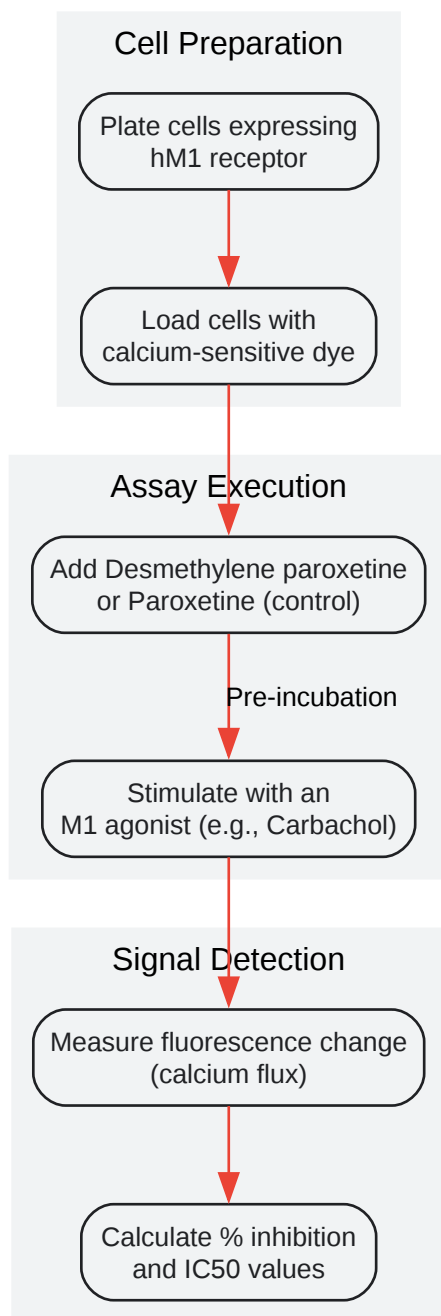 Cell Preparation
Plate cells expressing
hM1 receptor
Load cells with
calcium-sensitive dye
Assay Execution
Add Desmethylene paroxetine
or Paroxetine (control)
Pre-incubation
Stimulate with an
M1 agonist (e.g., Carbachol)
Signal Detection
Measure fluorescence change
(calcium flux)
Calculate % inhibition
and IC50 values